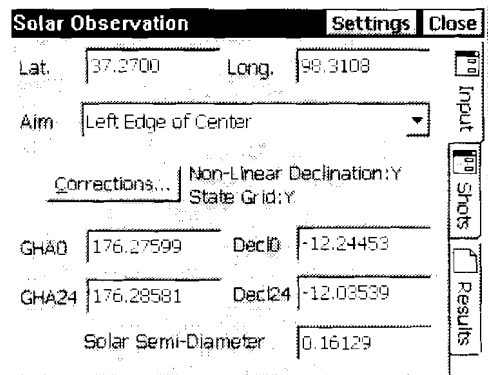 Solar Observation Settings Close
Lat. 37.2700 Long. 98.3108
Aim Left Edge of Center
Corrections... Non-Linear Declination:Y
State Grid:Y
GHA0 176.27599 Decl0 -12.24453
GHA24 176.28581 Decl24 -12.03539
Solar Semi-Diameter 0.16129
Input
Shots
Results